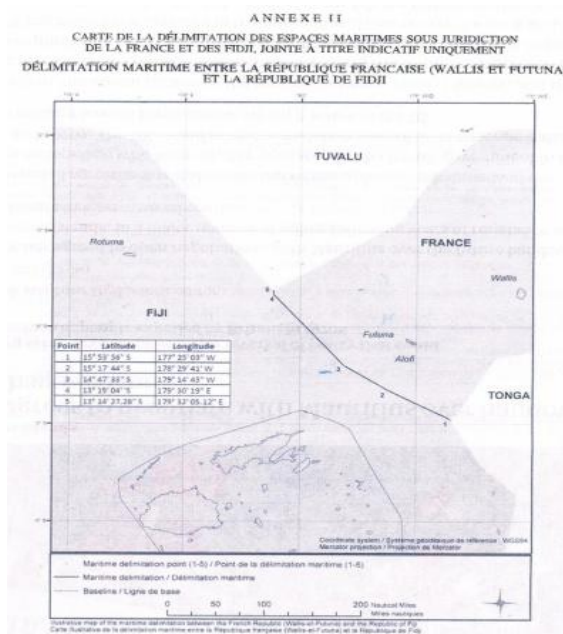 ANNEXE II
CARTE DE LA DÉLIMITATION DES ESPACES MARITIMES SOUS JURIDICTION
DE LA FRANCE ET DES FIDJI, JOINTE À TITRE INDICATIF UNIQUEMENT
DÉLIMITATION MARITIME ENTRE LA RÉPUBLIQUE FRANCAISE (WALLIS ET FUTUNA
ET LA RÉPUBLIQUE DE FIDJI
TUVALU
Rotuma
FRANCE
Wallis
5
4
FIJI
Futuna
Alofi
Point Latitude Longitude
1 15° 53' 56" S 177° 25' 03" W
2 15° 17' 44" S 178° 29' 41" W
3 14° 47' 33" S 179° 14' 43" W
4 13° 19' 04" S 179° 30' 19" E
5 13° 14' 27.28" S 179° 32' 05.12" E
3
2
1
TONGA
Coordinate system / Système géodésique de référence : WGS84
Mercator projection / Projection de Mercator
Maritime delimitation point (1-5) / Point de la délimitation maritime (1-5)
Maritime delimitation / Délimitation maritime
Baseline / Ligne de base
0 50 100 200 Nautical Miles
Milles nautiques
Illustrative map of the maritime delimitation between the French Republic (Wallis-et-Futuna) and the Republic of Fiji
Carte illustrative de la délimitation maritime entre la République française (Wallis-et-Futuna) et la République de Fidji